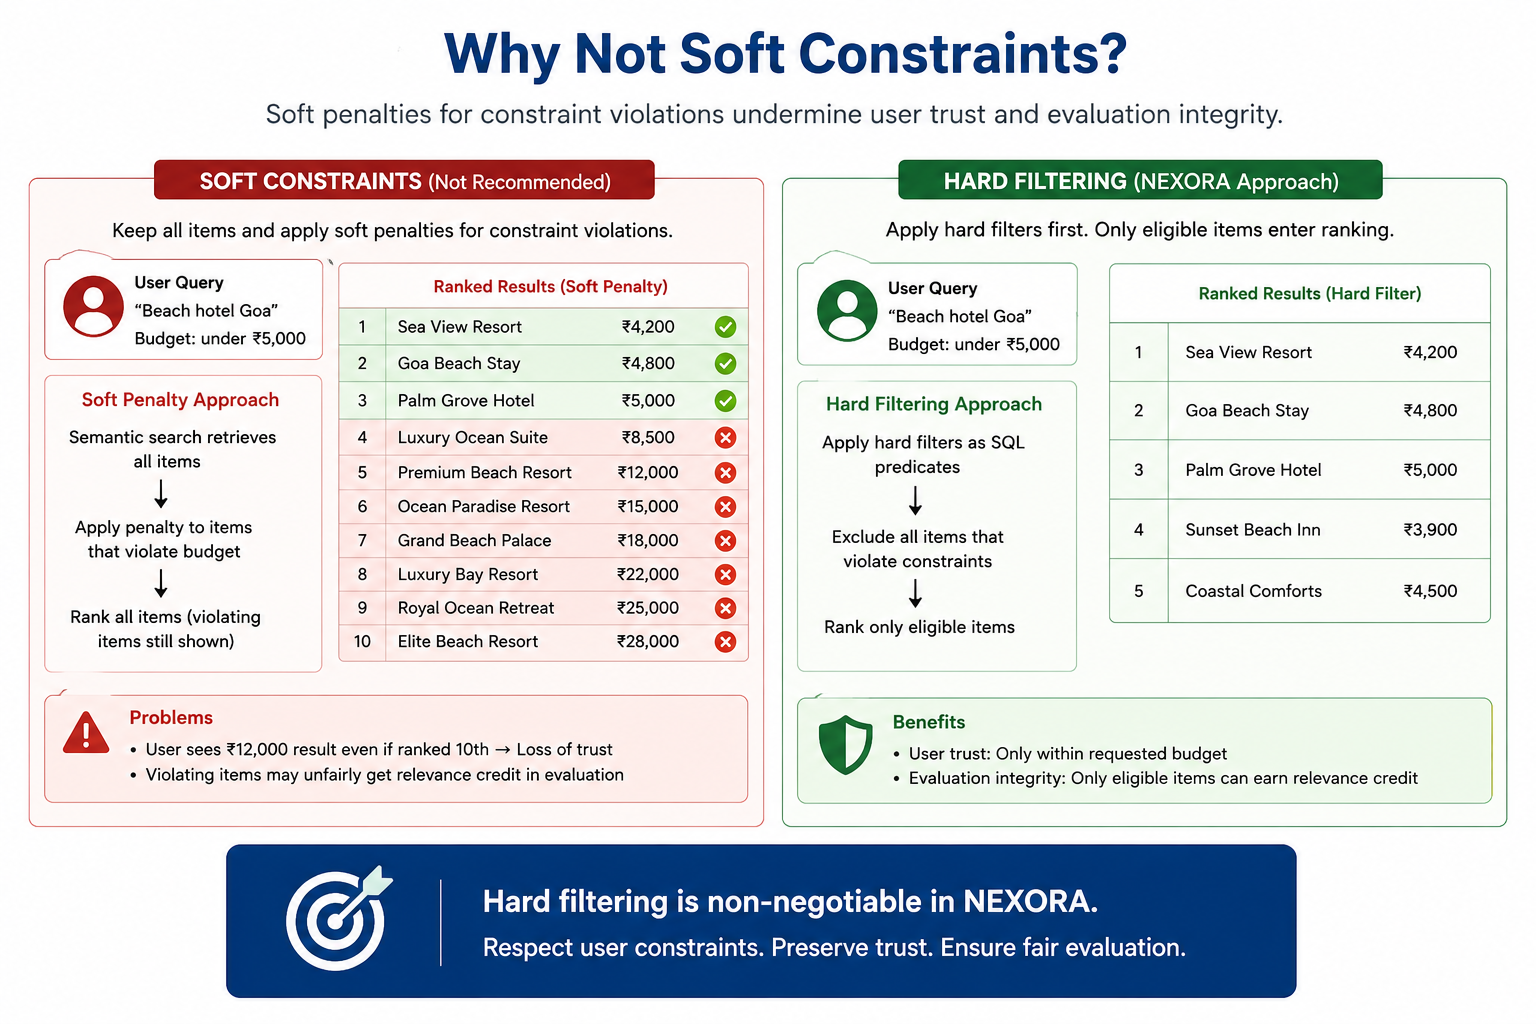 Why Not Soft Constraints?
Soft penalties for constraint violations undermine user trust and evaluation integrity.
SOFT CONSTRAINTS (Not Recommended)
Keep all items and apply soft penalties for constraint violations.
User Query
“Beach hotel Goa”
Budget: under ₹5,000
Soft Penalty Approach
Semantic search retrieves
all items
↓
Apply penalty to items
that violate budget
↓
Rank all items (violating
items still shown)
Ranked Results (Soft Penalty)
1 Sea View Resort ₹4,200
2 Goa Beach Stay ₹4,800
3 Palm Grove Hotel ₹5,000
4 Luxury Ocean Suite ₹8,500
5 Premium Beach Resort ₹12,000
6 Ocean Paradise Resort ₹15,000
7 Grand Beach Palace ₹18,000
8 Luxury Bay Resort ₹22,000
9 Royal Ocean Retreat ₹25,000
10 Elite Beach Resort ₹28,000
Problems
• User sees ₹12,000 result even if ranked 10th → Loss of trust
• Violating items may unfairly get relevance credit in evaluation
HARD FILTERING (NEXORA Approach)
Apply hard filters first. Only eligible items enter ranking.
User Query
“Beach hotel Goa”
Budget: under ₹5,000
Hard Filtering Approach
Apply hard filters as SQL
predicates
↓
Exclude all items that
violate constraints
↓
Rank only eligible items
Ranked Results (Hard Filter)
1 Sea View Resort ₹4,200
2 Goa Beach Stay ₹4,800
3 Palm Grove Hotel ₹5,000
4 Sunset Beach Inn ₹3,900
5 Coastal Comforts ₹4,500
Benefits
• User trust: Only within requested budget
• Evaluation integrity: Only eligible items can earn relevance credit
Hard filtering is non-negotiable in NEXORA.
Respect user constraints. Preserve trust. Ensure fair evaluation.